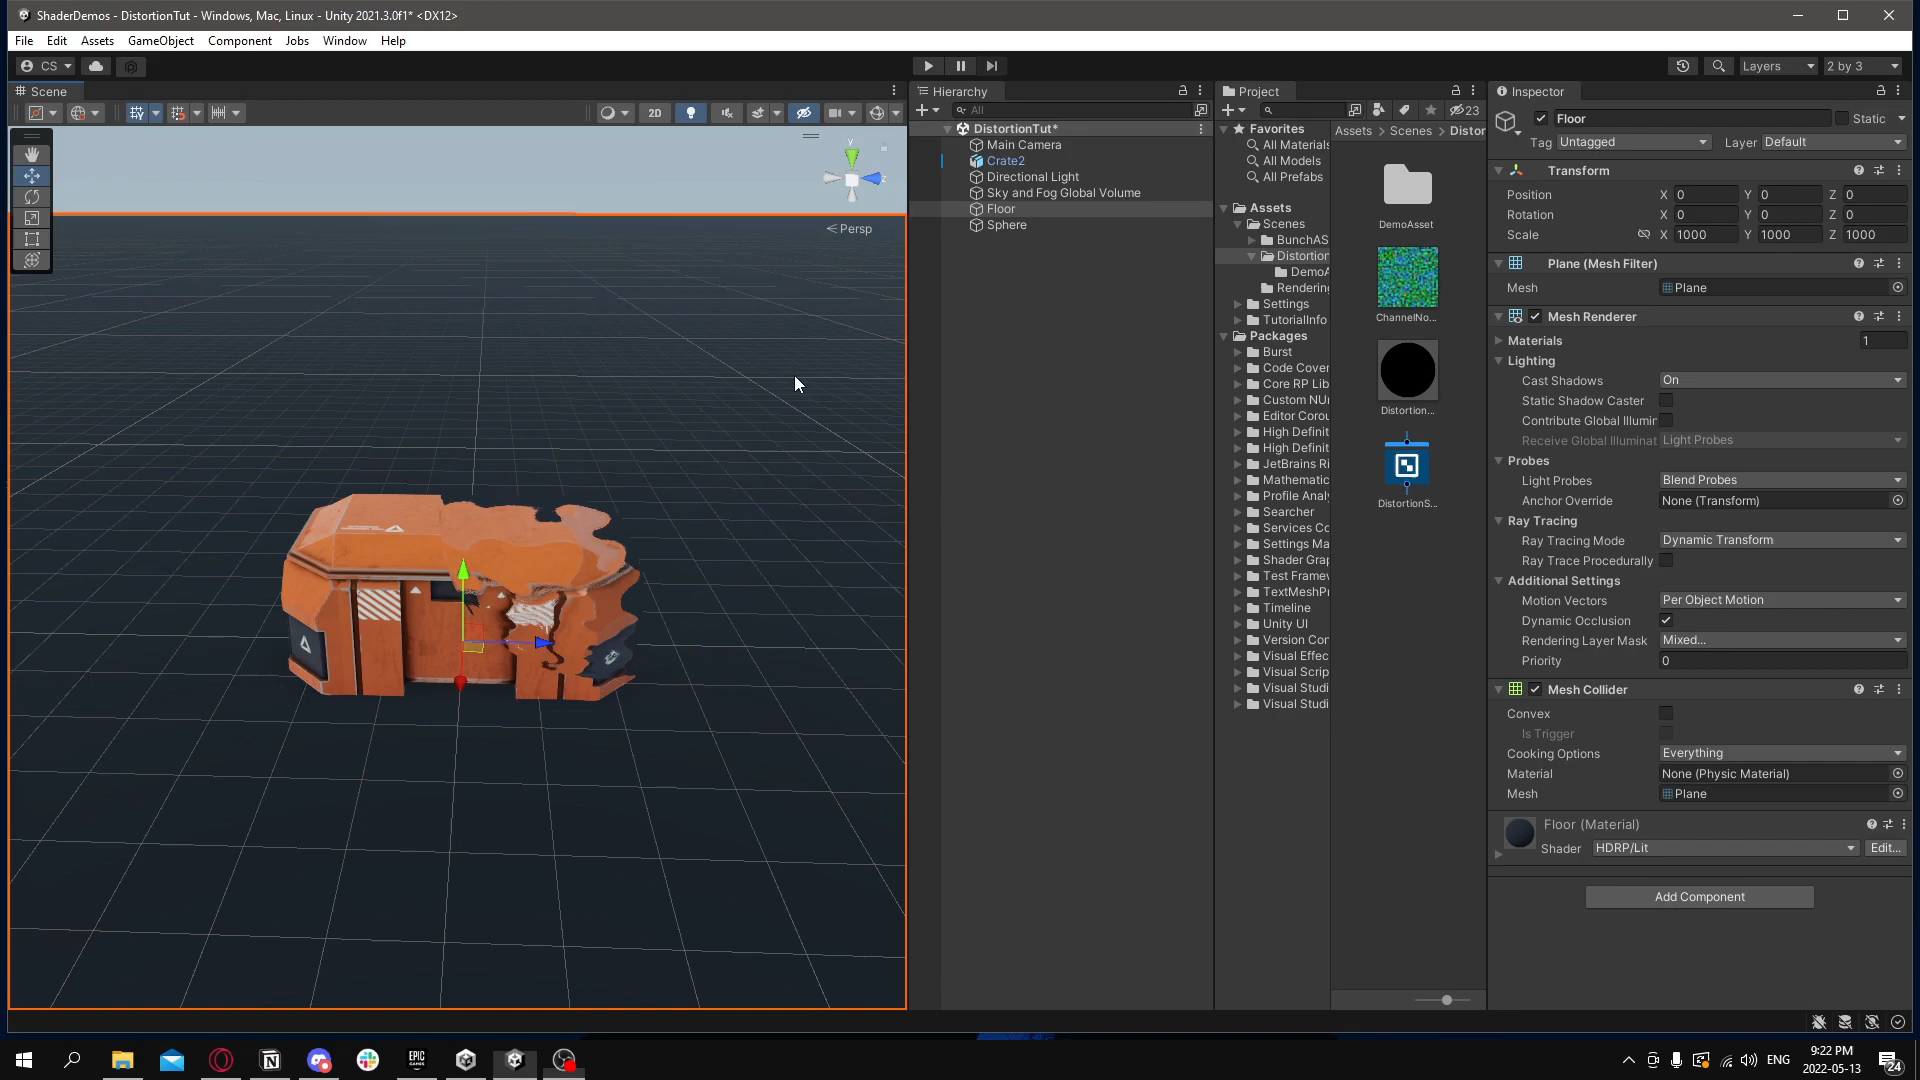 ShaderDemos - DistortionTut - Windows, Mac, Linux - Unity 2021.3.0f1* <DX12>
File Edit Assets GameObject Component Jobs Window Help
CS
Layers
2 by 3
Scene
2D
y
z
Persp
Hierarchy
All
DistortionTut*
Main Camera
Crate2
Directional Light
Sky and Fog Global Volume
Floor
Sphere
Project
23
Favorites
All Materials
All Models
All Prefabs
Assets
Scenes
BunchAS
Distortion
DemoA
Rendering
Settings
TutorialInfo
Packages
Burst
Code Cover
Core RP Lib
Custom NUn
Editor Corou
High Definit
High Definit
JetBrains Ri
Mathematic
Profile Analy
Searcher
Services Co
Settings Ma
Shader Grap
Test Framew
TextMeshPr
Timeline
Unity UI
Version Con
Visual Effec
Visual Scrip
Visual Studi
Visual Studi
Assets > Scenes > Distor
DemoAsset
ChannelNo...
Distortion...
DistortionS...
Inspector
Floor
Static
Tag Untagged
Layer Default
Transform
Position X 0 Y 0 Z 0
Rotation X 0 Y 0 Z 0
Scale X 1000 Y 1000 Z 1000
Plane (Mesh Filter)
Mesh Plane
Mesh Renderer
Materials 1
Lighting
Cast Shadows On
Static Shadow Caster
Contribute Global Illumir
Receive Global Illuminat Light Probes
Probes
Light Probes Blend Probes
Anchor Override None (Transform)
Ray Tracing
Ray Tracing Mode Dynamic Transform
Ray Trace Procedurally
Additional Settings
Motion Vectors Per Object Motion
Dynamic Occlusion
Rendering Layer Mask Mixed...
Priority 0
Mesh Collider
Convex
Is Trigger
Cooking Options Everything
Material None (Physic Material)
Mesh Plane
Floor (Material)
Shader HDRP/Lit Edit...
Add Component
EPIC
GAMES
ENG
9:22 PM
2022-05-13
24